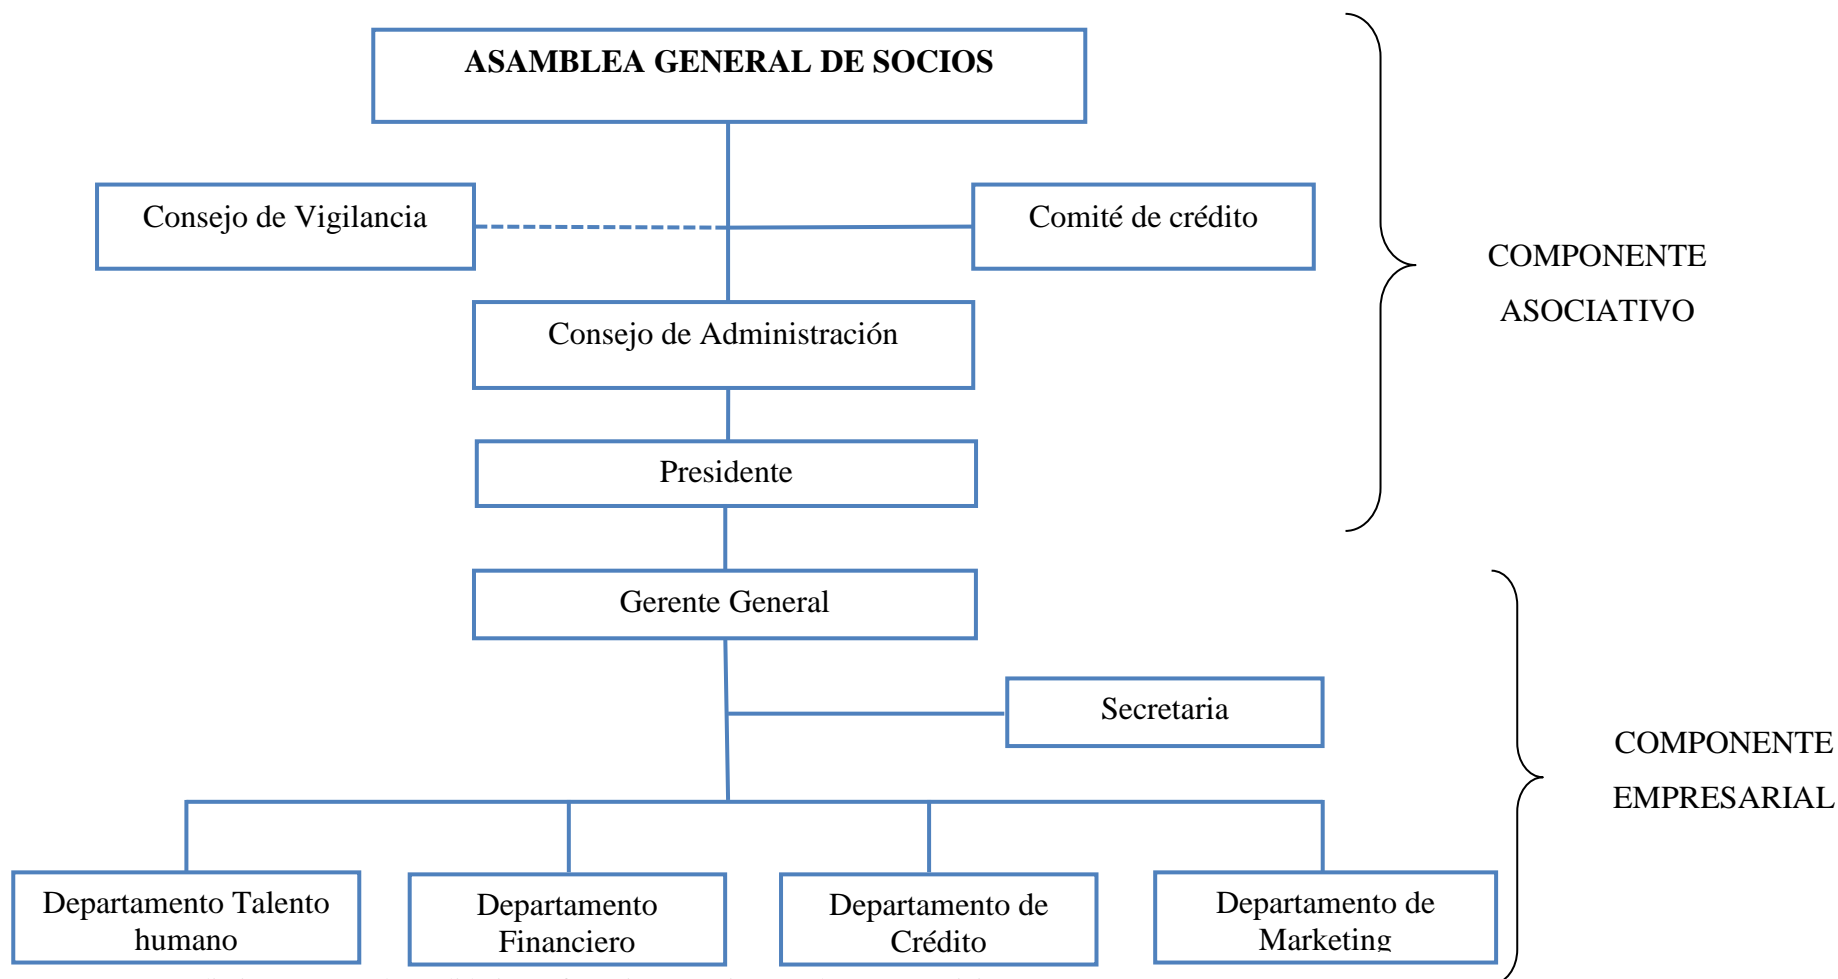 ASAMBLEA GENERAL DE SOCIOS
Consejo de Vigilancia
Comité de crédito
COMPONENTE
ASOCIATIVO
Consejo de Administración
Presidente
Gerente General
Secretaria
COMPONENTE
EMPRESARIAL
Departamento Talento
humano
Departamento
Financiero
Departamento de
Crédito
Departamento de
Marketing